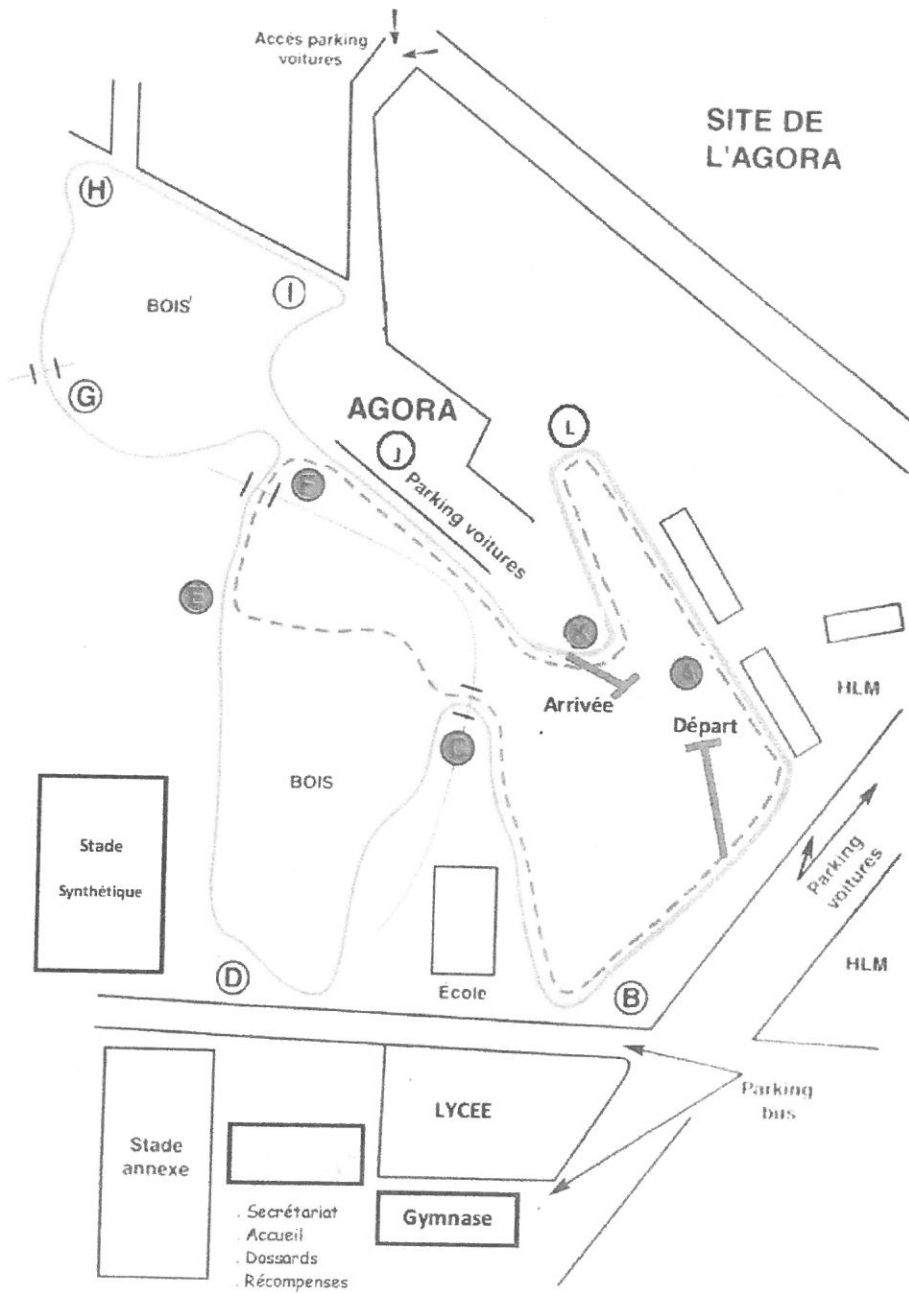 Accès parking
voitures
SITE DE
L'AGORA
H
I
BOIS'
G
AGORA
J
L
Parking voitures
F
E
K
A
HLM
Arrivée
Départ
C
BOIS
Stade
Synthétique
Parking
voitures
HLM
D
École
B
LYCEE
Parking
bus
Stade
annexe
Gymnase
. Secrétariat
. Accueil
. Dossards
. Récompenses